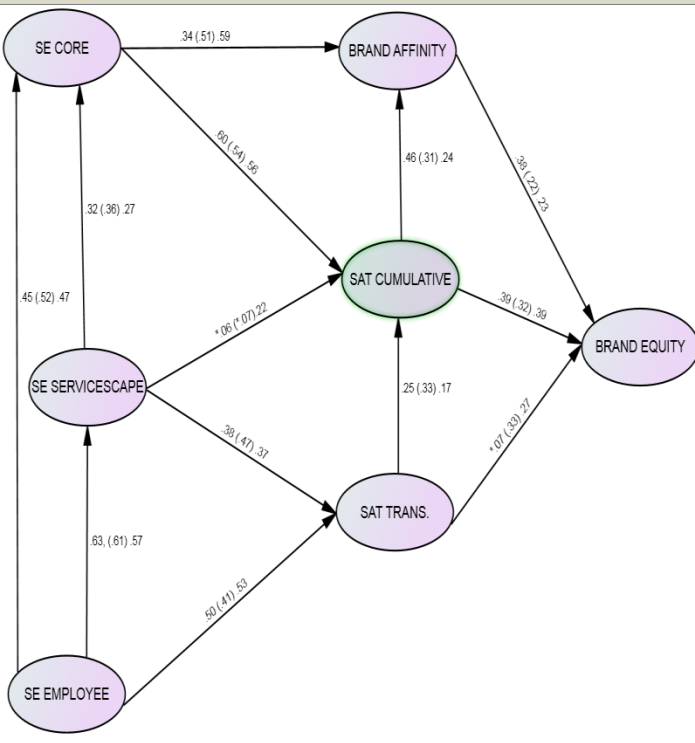 SE CORE
.34 (.51) .59
BRAND AFFINITY
.60 (.54) .56
.46 (.31) .24
.38 (.22) .23
.32 (.36) .27
SAT CUMULATIVE
.45 (.52) .47
*.06 (*.07).22
.39 (.32) .39
BRAND EQUITY
SE SERVICESCAPE
.25 (.33) .17
.38 (.47) .37
*.07 (.33) .27
SAT TRANS.
.63, (.61) .57
.50 (.41) .53
SE EMPLOYEE